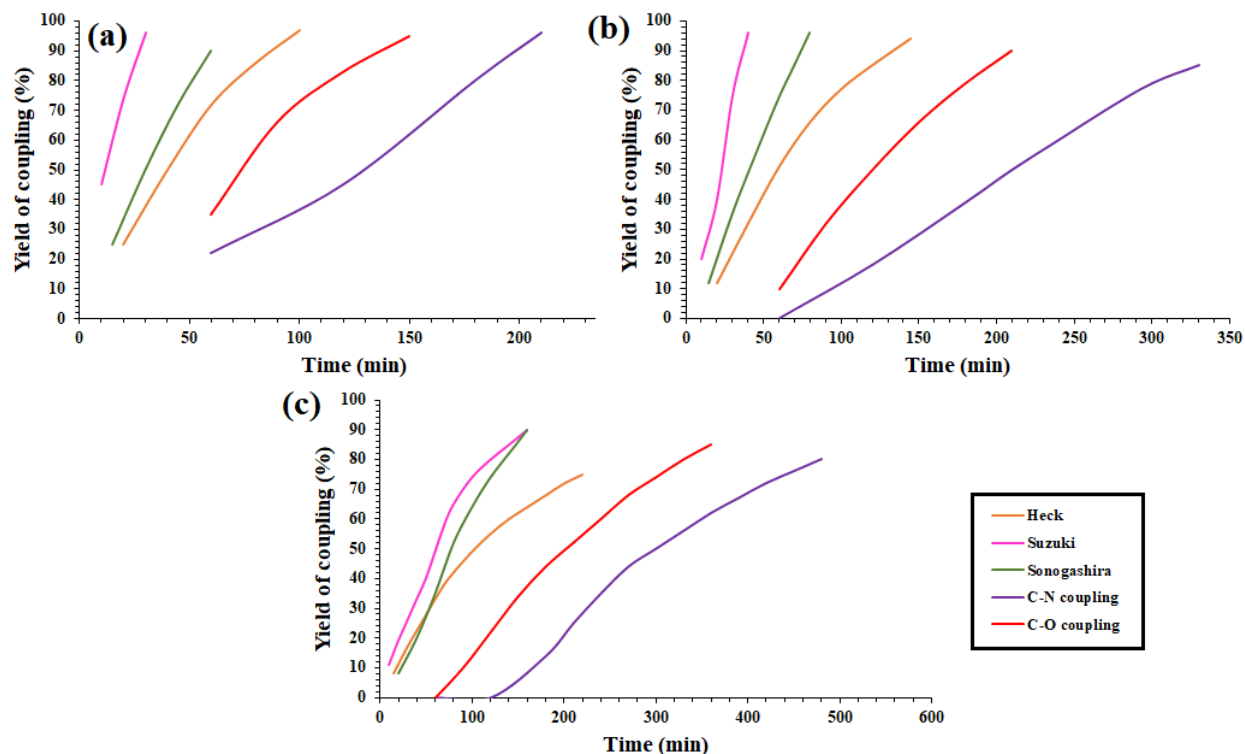 (a)
Yield of coupling (%)
100
90
80
70
60
50
40
30
20
10
0
0 50 100 150 200
Time (min)
(b)
Yield of coupling (%)
100
90
80
70
60
50
40
30
20
10
0
0 50 100 150 200 250 300 350
Time (min)
(c)
Yield of coupling (%)
100
90
80
70
60
50
40
30
20
10
0
0 100 200 300 400 500 600
Time (min)
Heck
Suzuki
Sonogashira
C-N coupling
C-O coupling